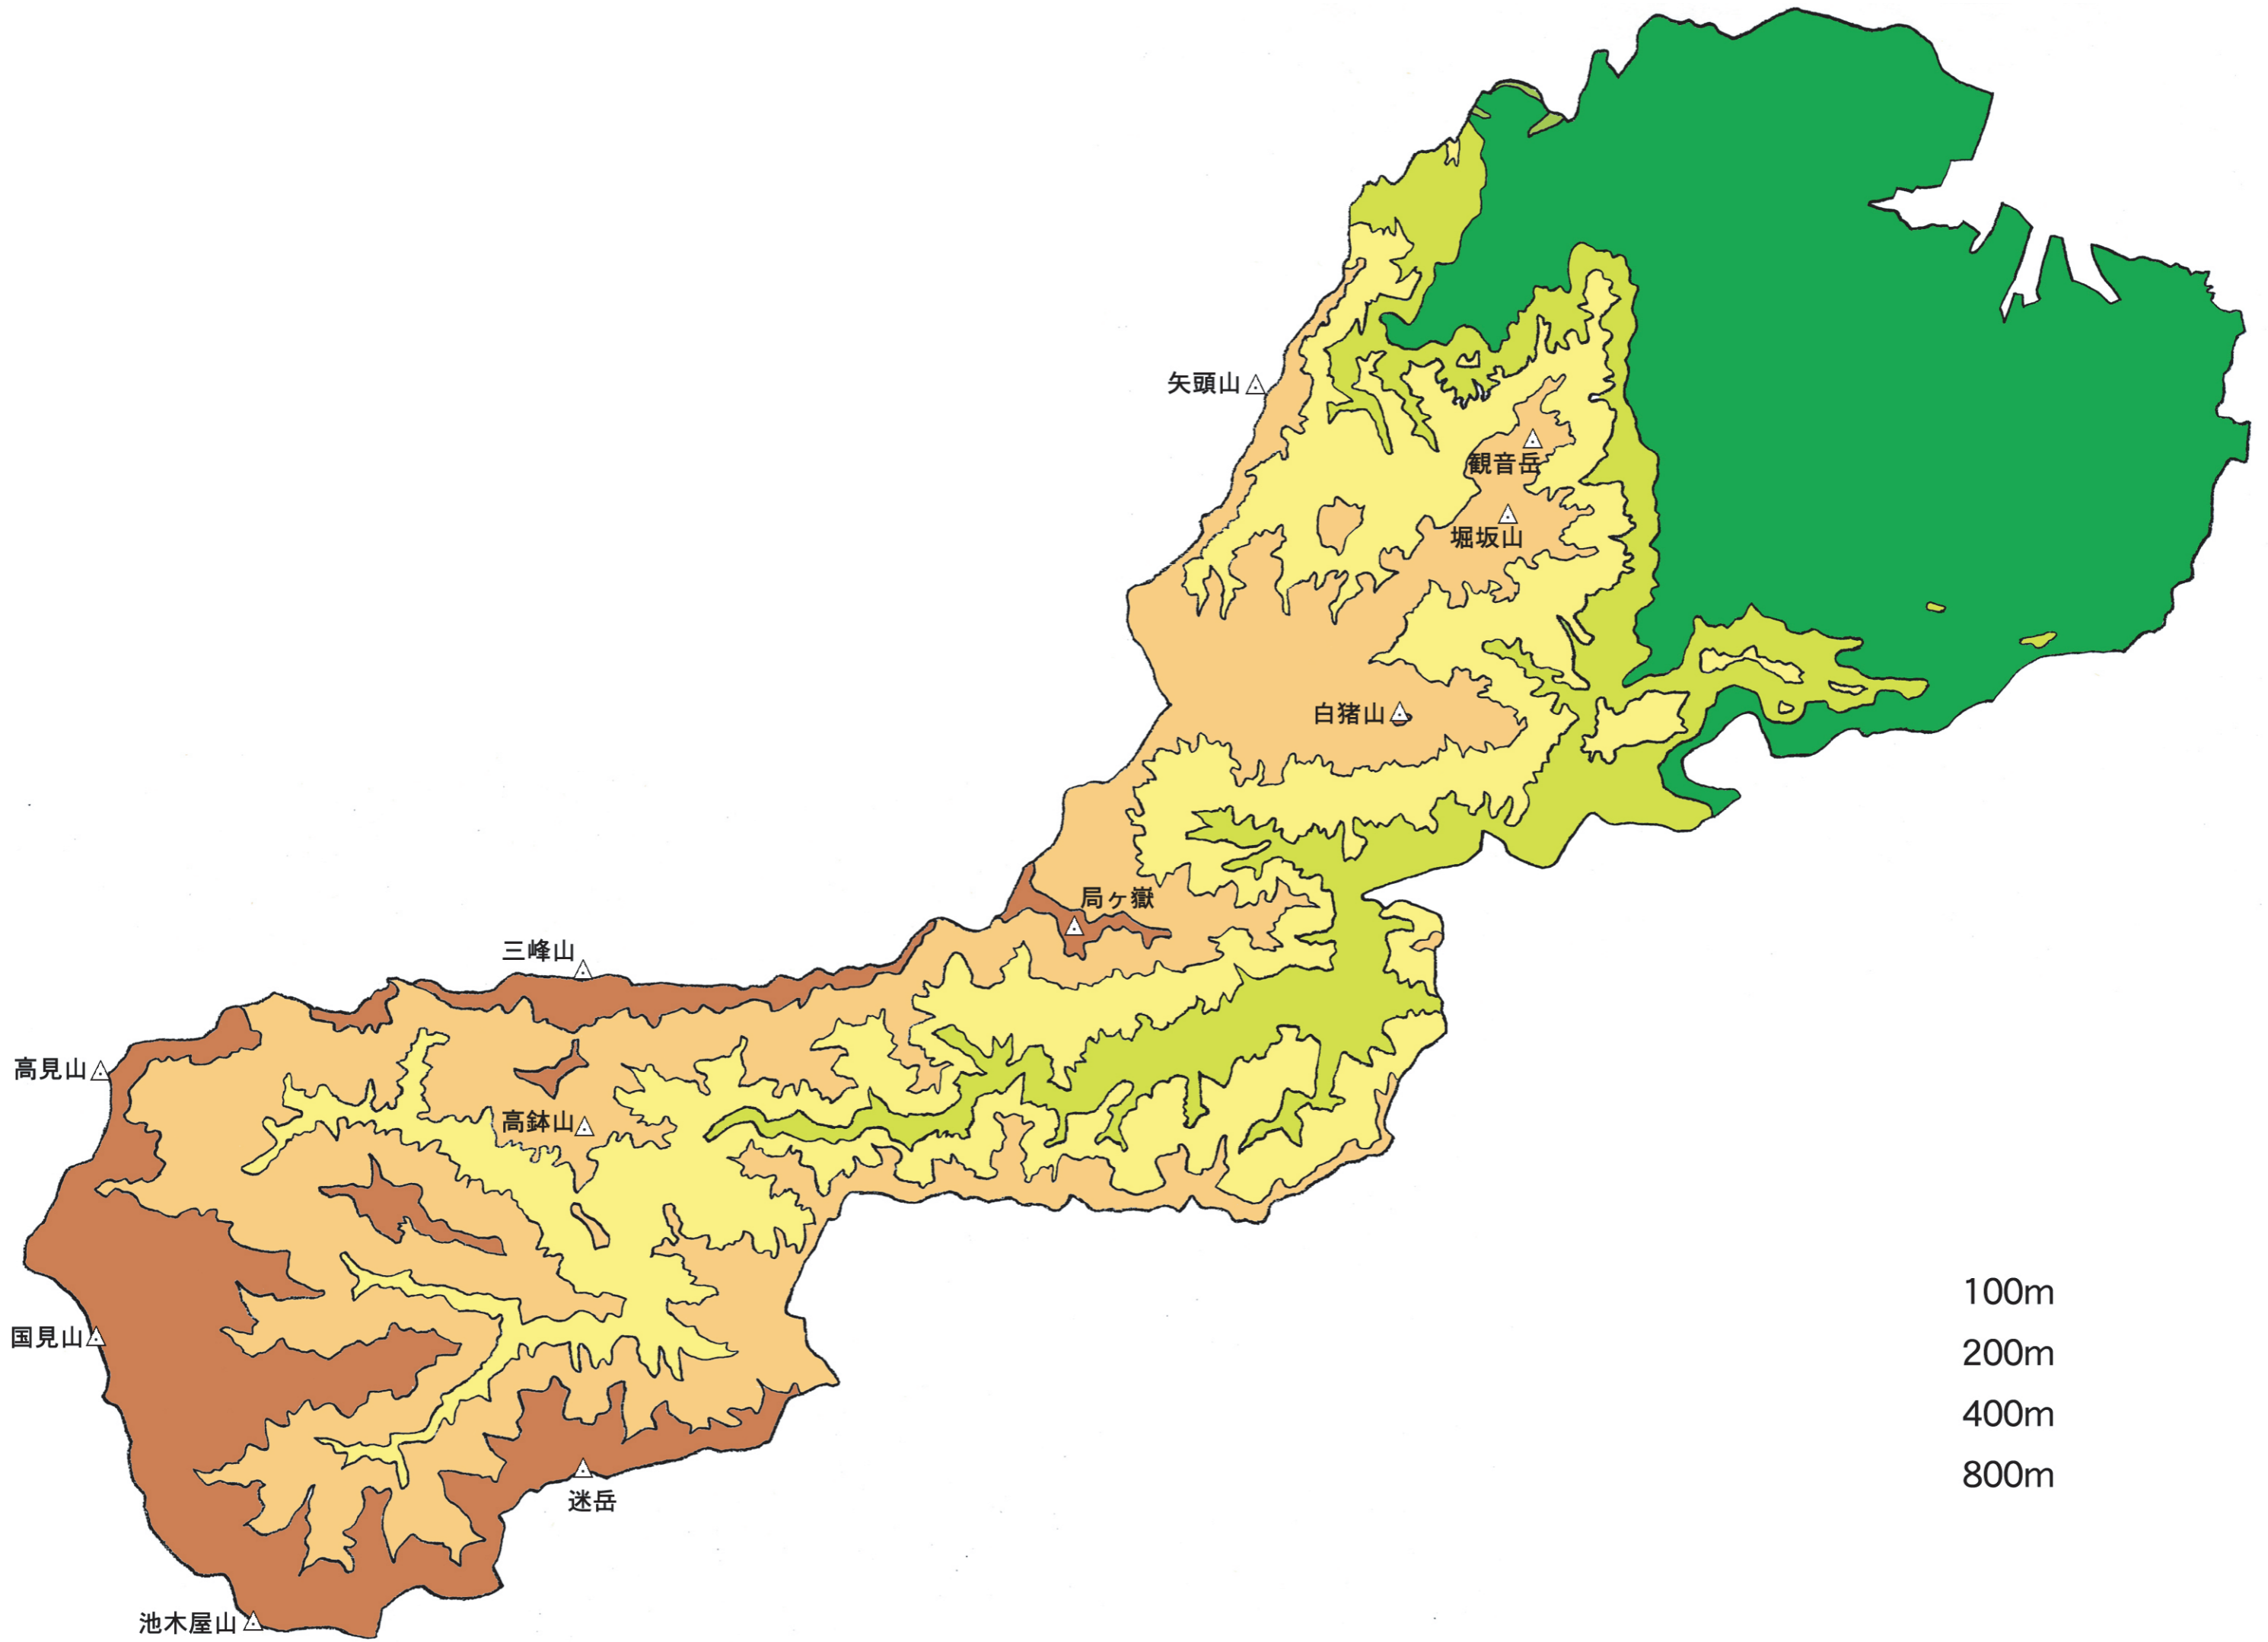 矢頭山
観音岳
堀坂山
白猪山
局ヶ嶽
三峰山
高見山
高鉢山
国見山
迷岳
池木屋山
100m
200m
400m
800m